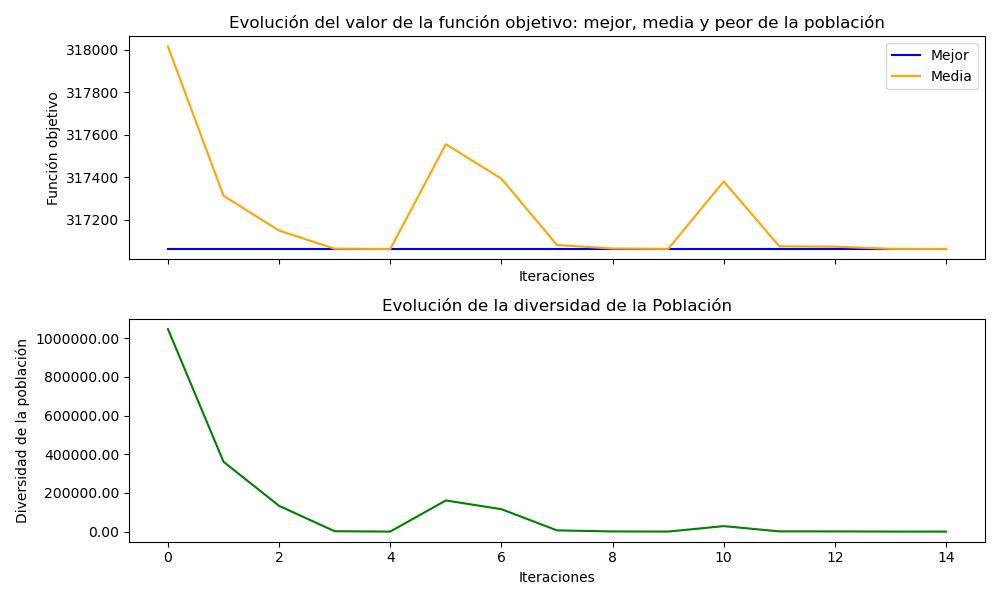 Evolución del valor de la función objetivo: mejor, media y peor de la población
318000
317800
317600
317400
317200
Función objetivo
Mejor
Media
Iteraciones
Evolución de la diversidad de la Población
1000000.00
800000.00
600000.00
400000.00
200000.00
0.00
Diversidad de la población
0 2 4 6 8 10 12 14
Iteraciones